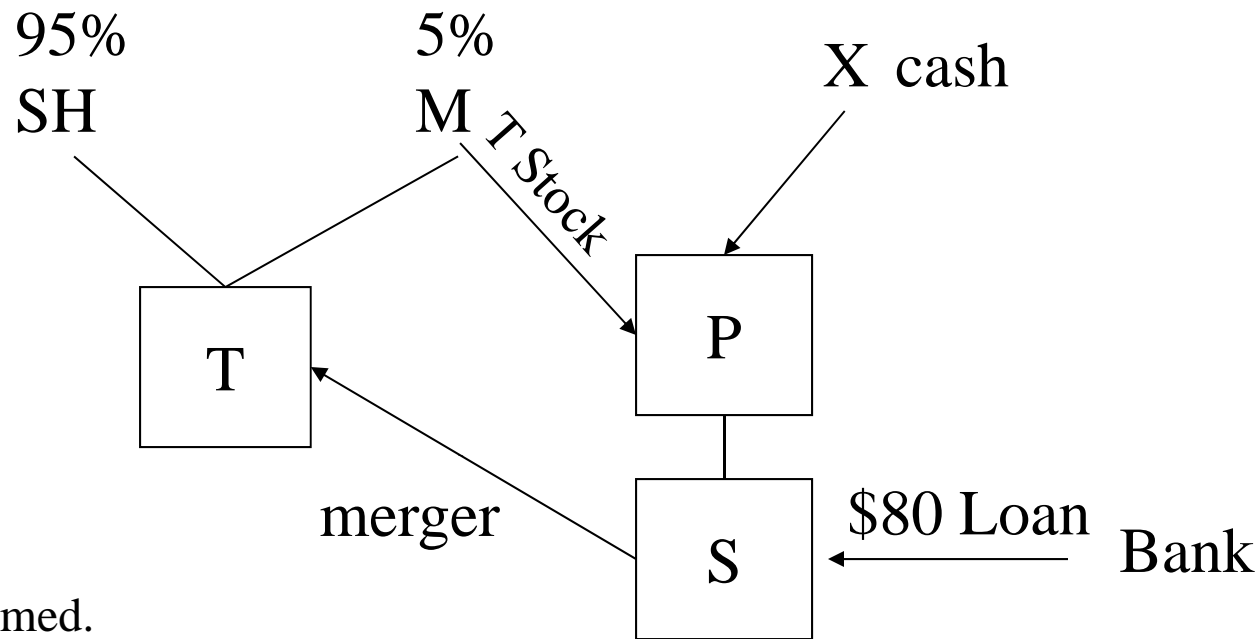 95%
SH
5%
M
T Stock
X cash
T
P
merger
S
$80 Loan
Bank
med.